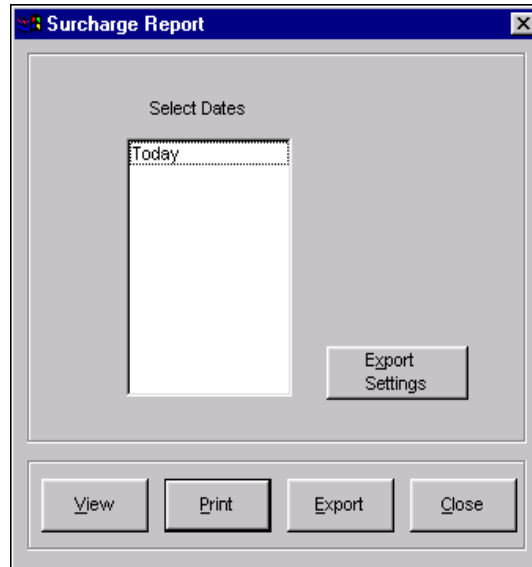 Surcharge Report
Select Dates
Today
Export
Settings
View
Print
Export
Close